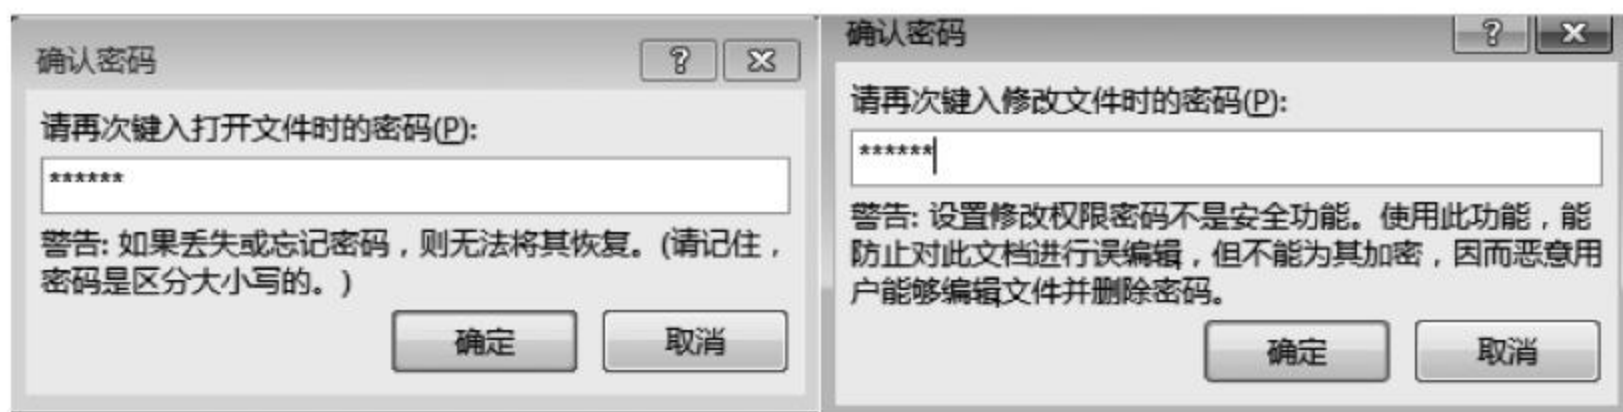 确认密码
请再次键入打开文件时的密码(P):
******
警告: 如果丢失或忘记密码，则无法将其恢复。(请记住，
密码是区分大小写的。)
确定 取消
确认密码
请再次键入修改文件时的密码(P):
******
警告: 设置修改权限密码不是安全功能。使用此功能，能
防止对此文档进行误编辑，但不能为其加密，因而恶意用
户能够编辑文件并删除密码。
确定 取消